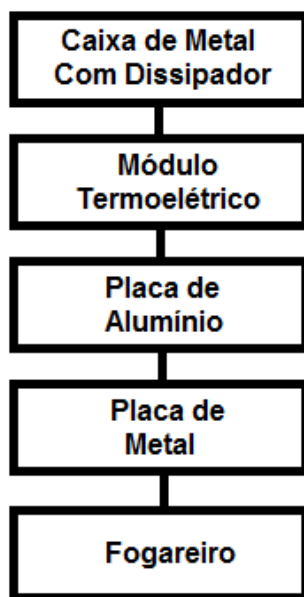 Caixa de Metal
Com Dissipador
Módulo
Termoelétrico
Placa de
Alumínio
Placa de
Metal
Fogareiro